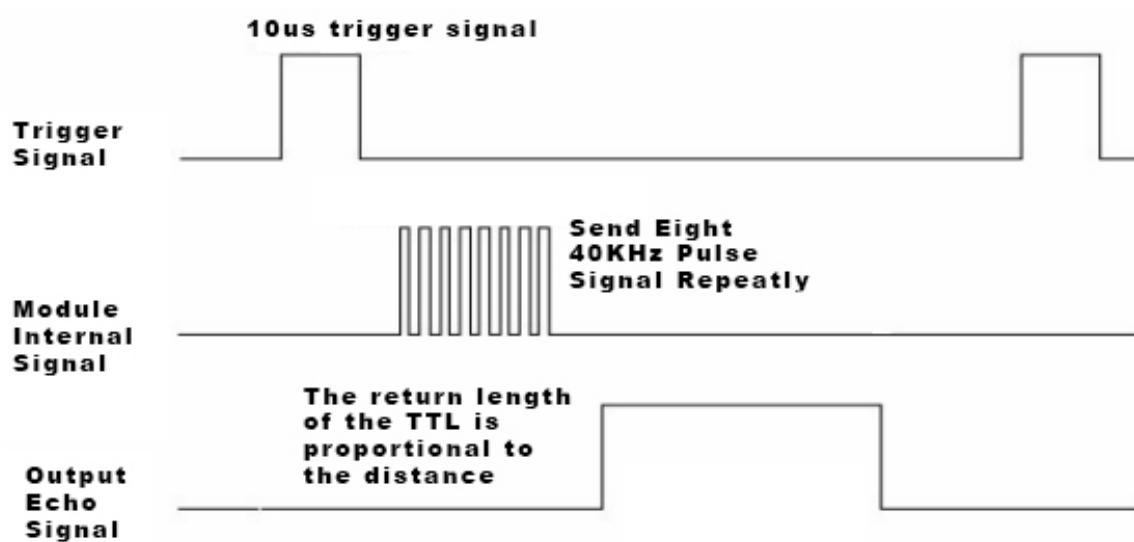 10us trigger signal
Trigger
Signal
Send Eight
40KHz Pulse
Signal Repeatly
Module
Internal
Signal
The return length
of the TTL is
proportional to
the distance
Output
Echo
Signal